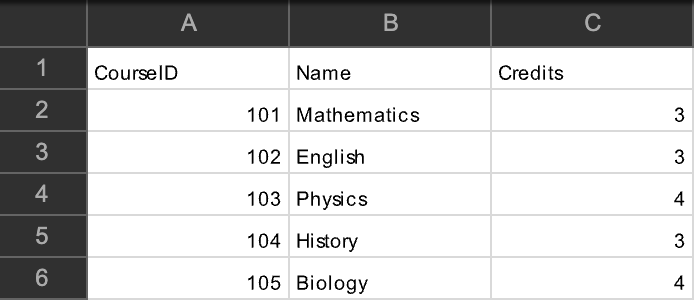 A B C
1 CourseID Name Credits
2 101 Mathematics 3
3 102 English 3
4 103 Physics 4
5 104 History 3
6 105 Biology 4